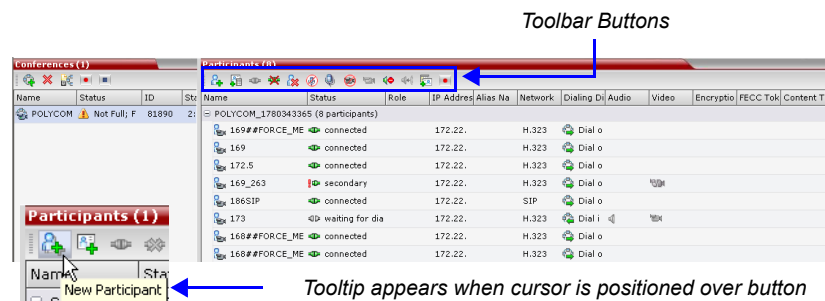 Toolbar Buttons
Conferences (1)
Participants (8)
Name Status ID Sta
Name Status Role IP Addres Alias Na Network Dialing Di Audio Video Encryptio FECC Tok Content T
POLYCOM Not Full; F 81890 2:
POLYCOM_1780343365 (8 participants)
169##FORCE_ME connected 172.22. H.323 Dial o
169 connected 172.22. H.323 Dial o
172.5 connected 172.22. H.323 Dial o
169_263 secondary 172.22. H.323 Dial o
186SIP connected 172.22. SIP Dial o
173 waiting for dia 172.22. H.323 Dial i
168##FORCE_ME connected 172.22. H.323 Dial o
168##FORCE_ME connected 172.22. H.323 Dial o
Participants (1)
Name Sta
New Participant
Tooltip appears when cursor is positioned over button